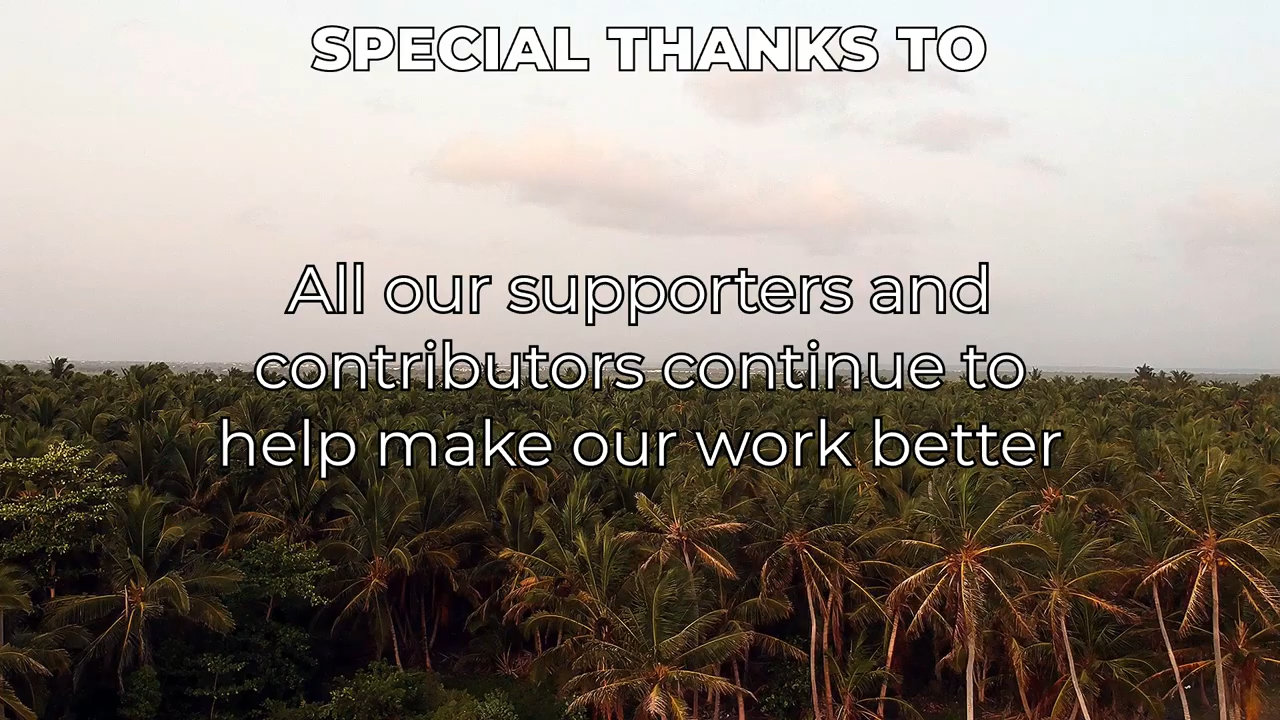 SPECIAL THANKS TO
All our supporters and
contributors continue to
help make our work better